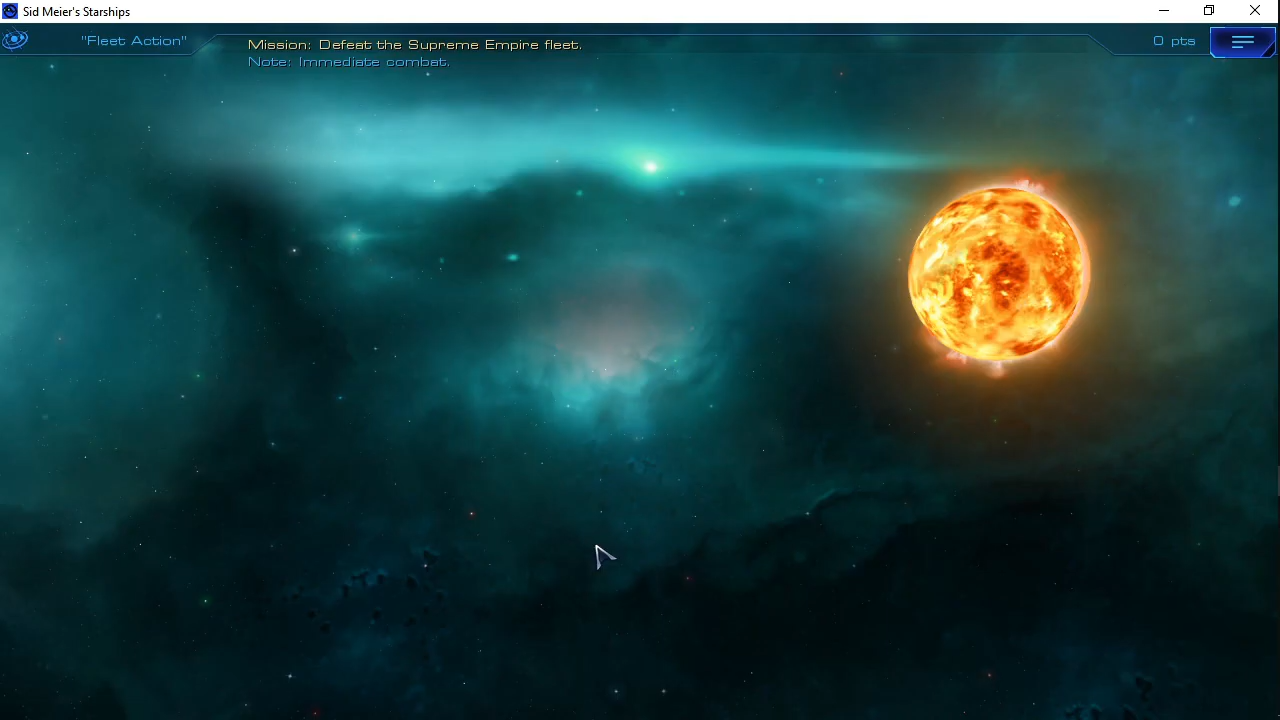 Sid Meier's Starships
"Fleet Action"
Mission: Defeat the Supreme Empire fleet.
Note: Immediate combat.
0 pts